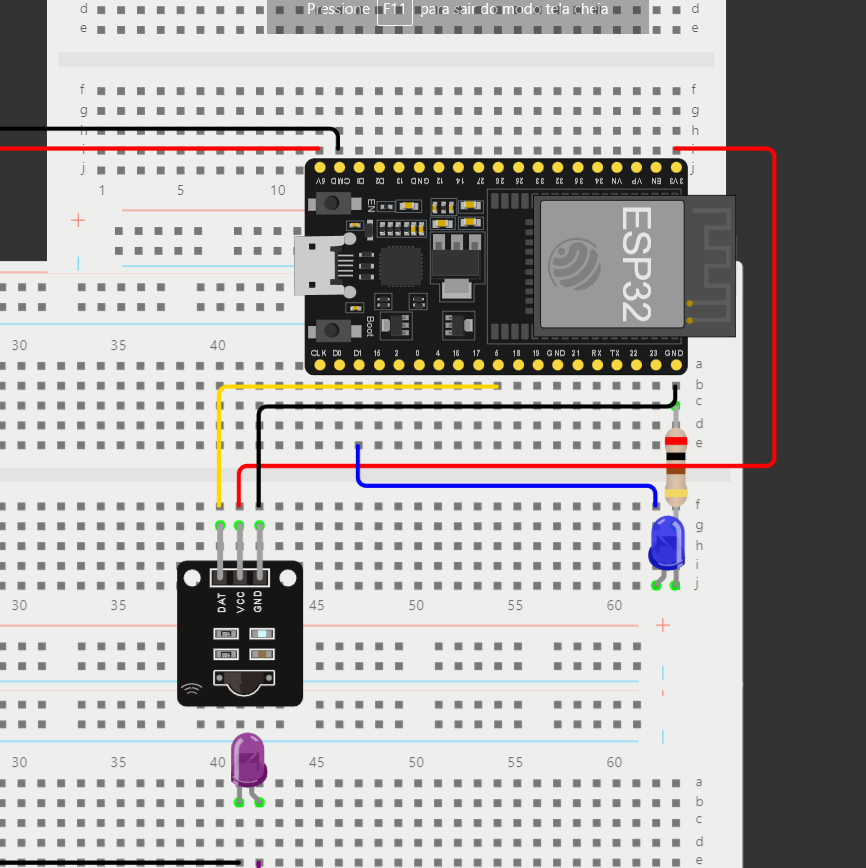 d d
e e
Pressione F11 para sair do modo tela cheia
f f
g g
h h
i
j j
1 5 10
5V CMD D3 D2 13 GND 12 14 27 26 25 33 32 35 34 VN VP EN 3V3
EN
ESP32
Boot
CLK D0 D1 15 2 0 4 16 17 5 18 19 GND 21 RX TX 22 23 GND
30 35 40
a
b
c
d
e
f
g
h
i
j
DAT VCC GND
30 35 45 50 55 60
+
30 35 40 45 50 55 60
a
b
c
d
e